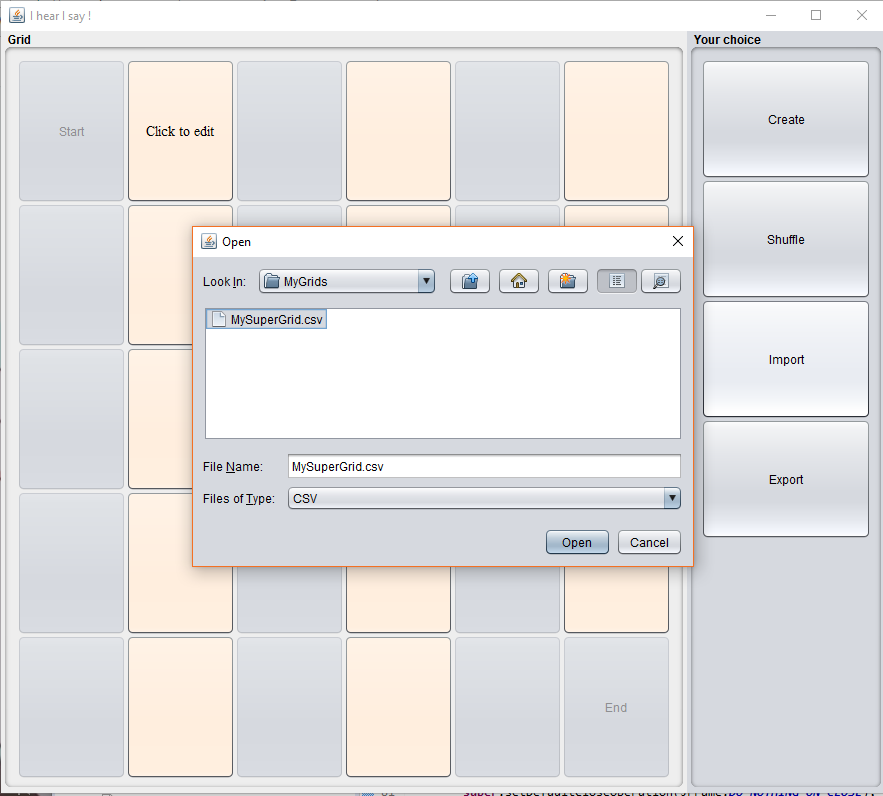 I hear I say !
Grid
Your choice
Start
Click to edit
Create
Shuffle
Import
Export
Open
Look In:
MyGrids
MySuperGrid.csv
File Name:
MySuperGrid.csv
Files of Type:
CSV
Open
Cancel
End